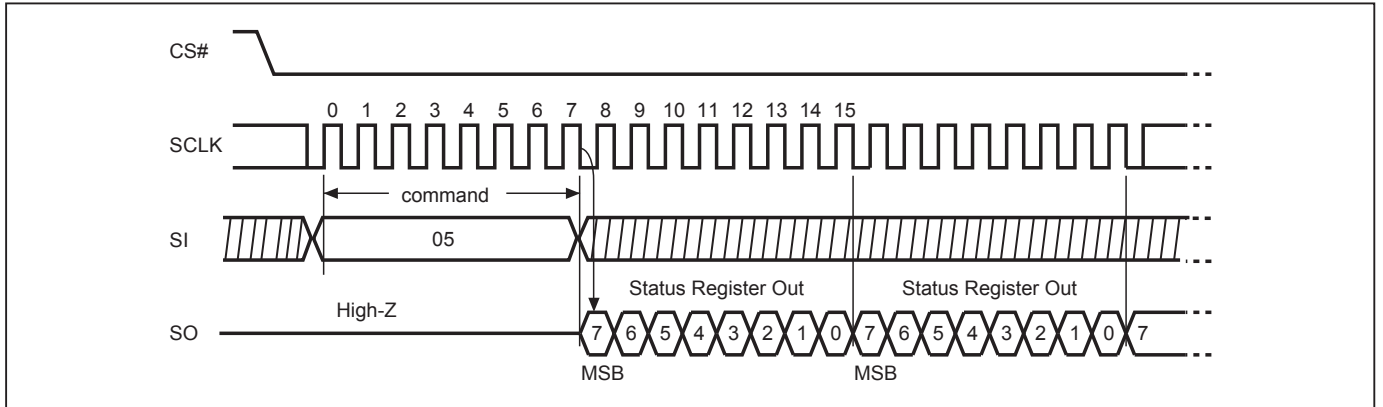 CS#
0 1 2 3 4 5 6 7 8 9 10 11 12 13 14 15
SCLK
command
SI
05
Status Register Out Status Register Out
High-Z
SO
7 6 5 4 3 2 1 0 7 6 5 4 3 2 1 0 7
MSB MSB